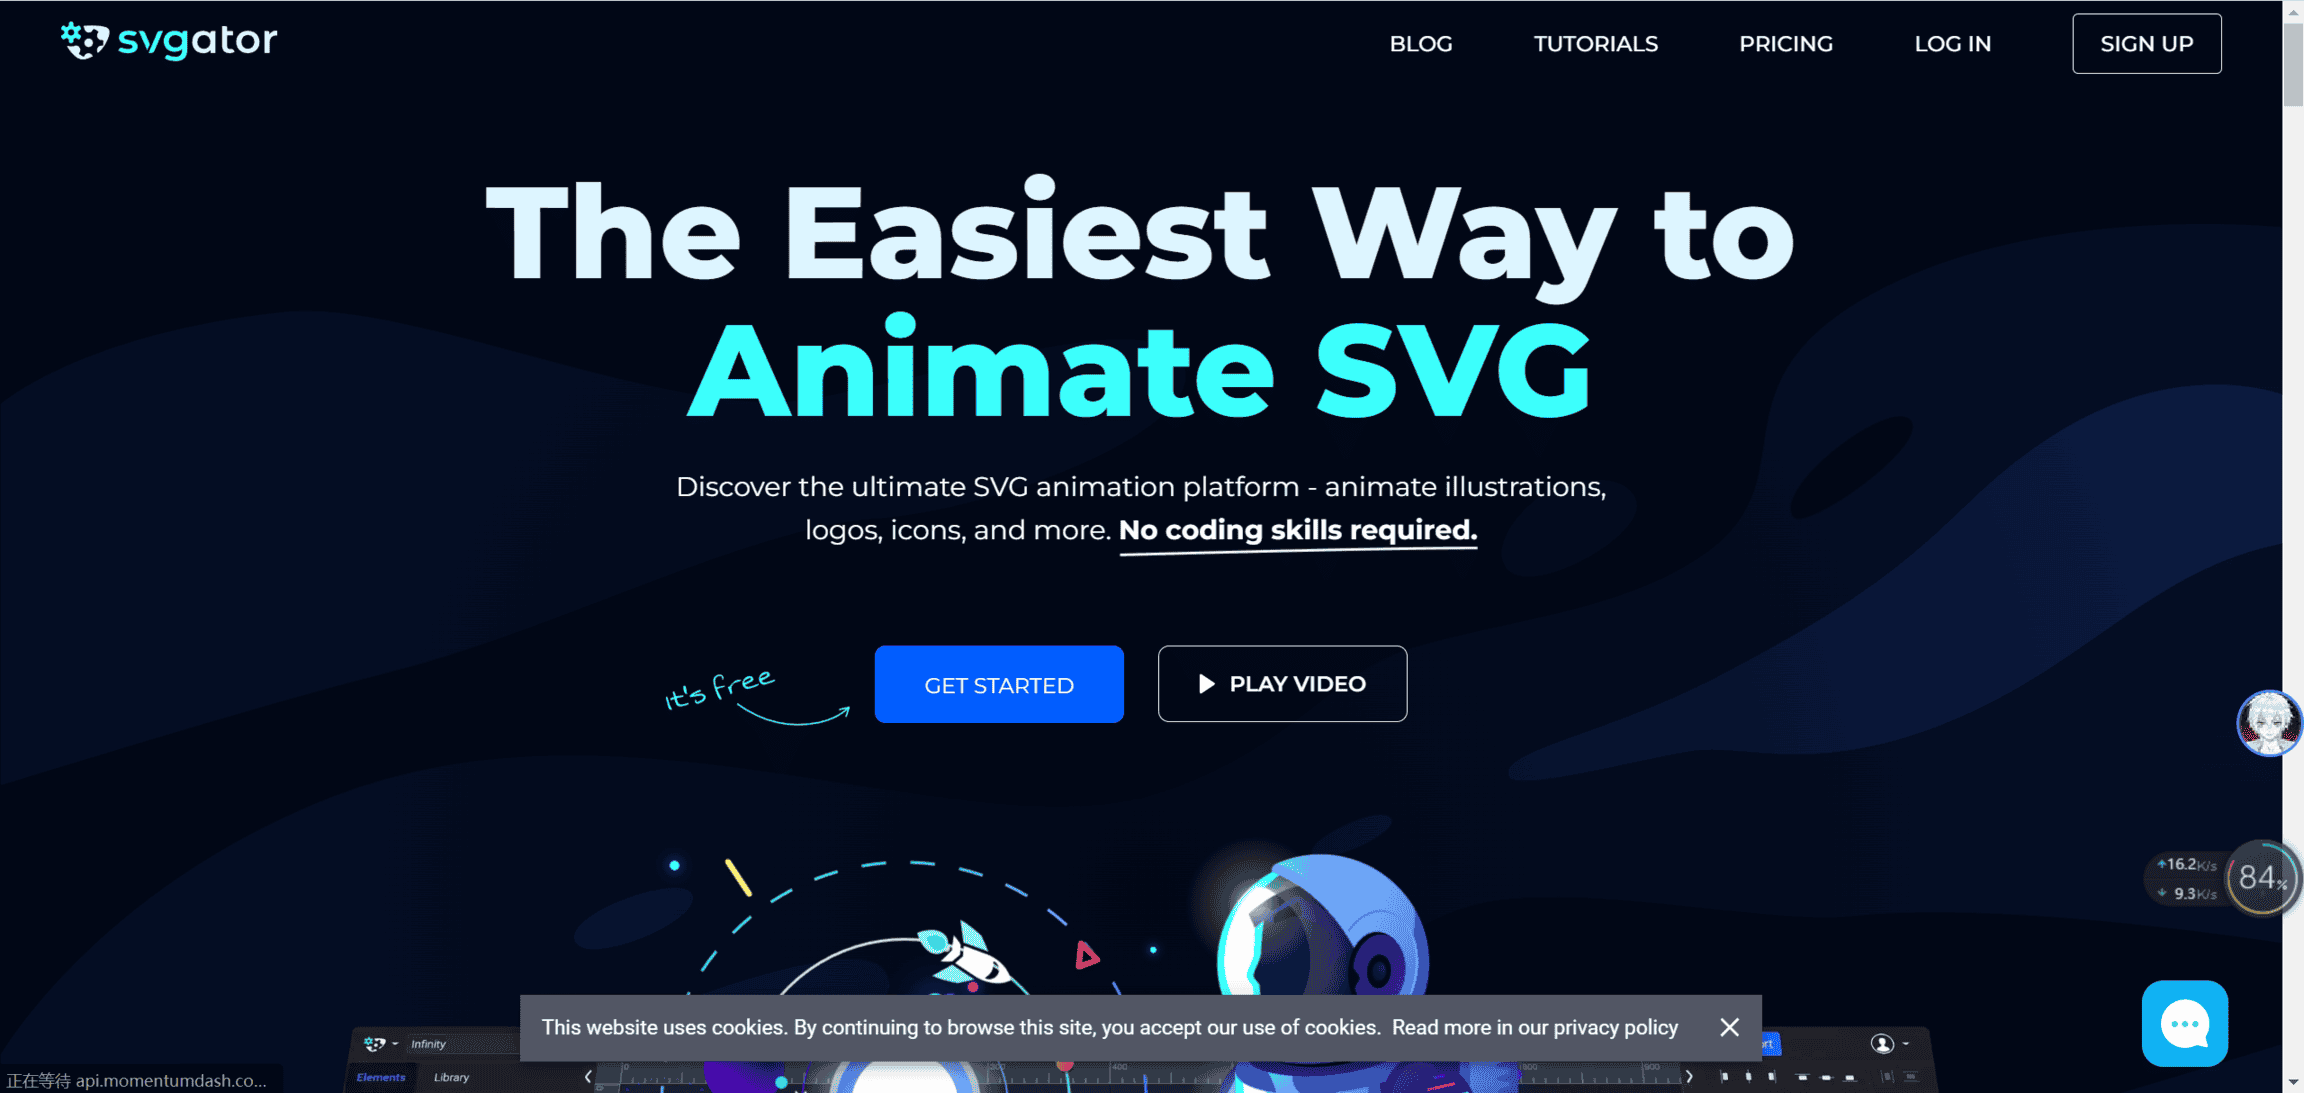 svgator
BLOG
TUTORIALS
PRICING
LOG IN
SIGN UP
The Easiest Way to
Animate SVG
Discover the ultimate SVG animation platform - animate illustrations,
logos, icons, and more. No coding skills required.
it's free
GET STARTED
PLAY VIDEO
16.2K/s
9.3K/s
84%
This website uses cookies. By continuing to browse this site, you accept our use of cookies. Read more in our privacy policy
Infinity
Elements
Library
0
400
900
正在等待 api.momentumdash.co...